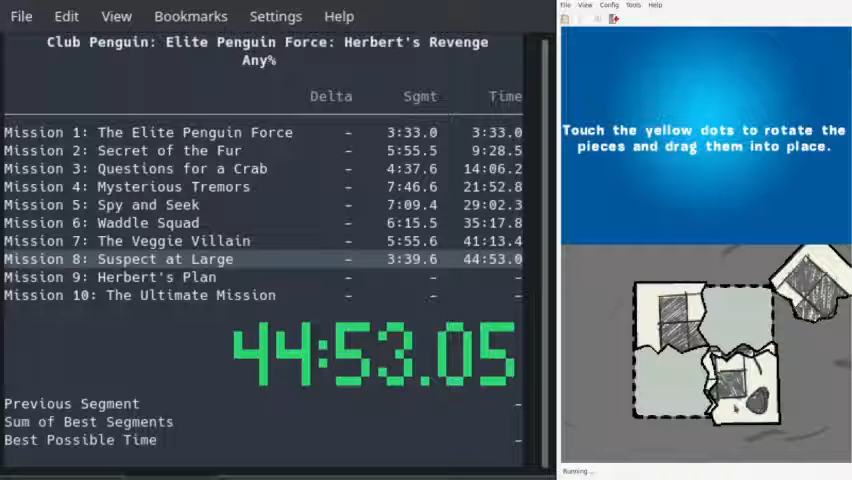 File Edit View Bookmarks Settings Help
Club Penguin: Elite Penguin Force: Herbert's Revenge
Any%
Delta Sgmt Time
Mission 1: The Elite Penguin Force – 3:33.0 3:33.0
Mission 2: Secret of the Fur – 5:55.5 9:28.5
Mission 3: Questions for a Crab – 4:37.6 14:06.2
Mission 4: Mysterious Tremors – 7:46.6 21:52.8
Mission 5: Spy and Seek – 7:09.4 29:02.3
Mission 6: Waddle Squad – 6:15.5 35:17.8
Mission 7: The Veggie Villain – 5:55.6 41:13.4
Mission 8: Suspect at Large – 3:39.6 44:53.0
Mission 9: Herbert's Plan – – –
Mission 10: The Ultimate Mission – – –
44:53.05
Previous Segment –
Sum of Best Segments –
Best Possible Time –
File View Config Tools Help
Touch the yellow dots to rotate the
pieces and drag them into place.
Running...